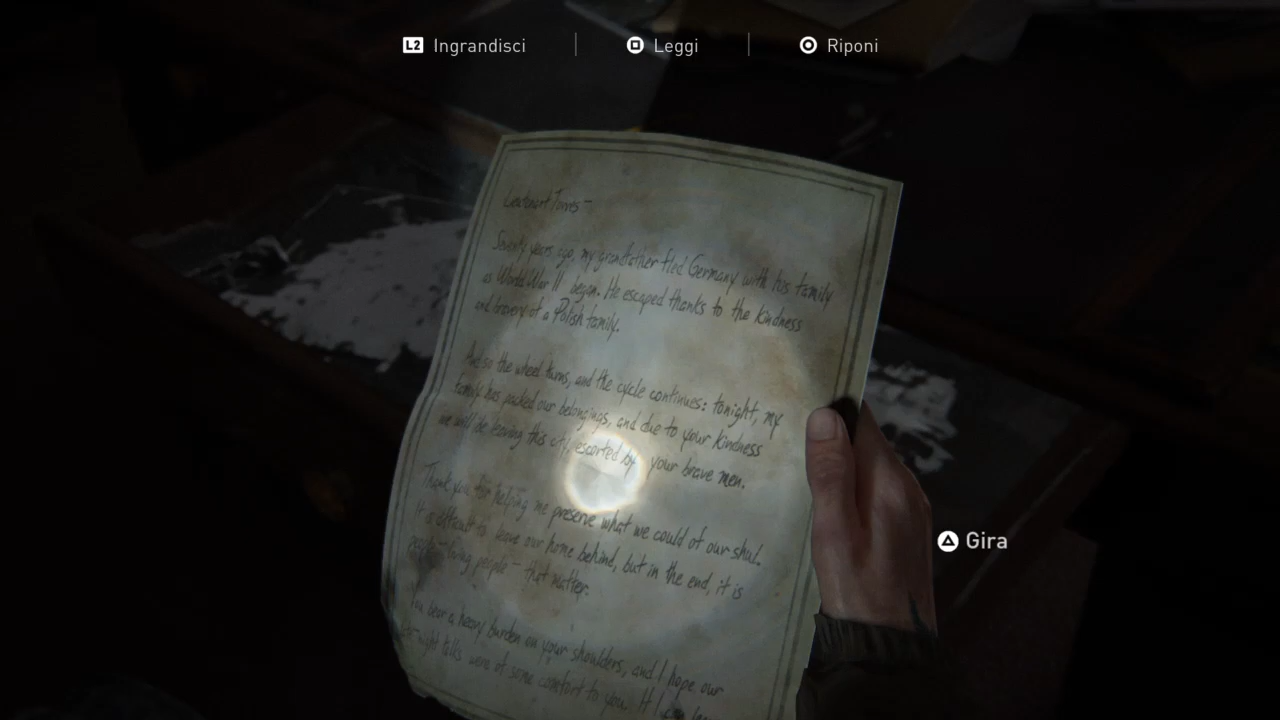 L2 Ingrandisci
Leggi
Riponi
Lieutenant Torres -
Seventy years ago, my grandfather fled Germany with his family
as World War II began. He escaped thanks to the kindness
and bravery of a Polish family.
And so the wheel turns, and the cycle continues: tonight, my
family has packed our belongings, and due to your kindness
we will be leaving this city, escorted by your brave men.
Thank you for helping me preserve what we could of our shul.
It is difficult to leave our home behind, but in the end, it is
people - living people - that matter.
You bear a heavy burden on your shoulders, and I hope our
late night talks were of some comfort to you. If I can
Gira